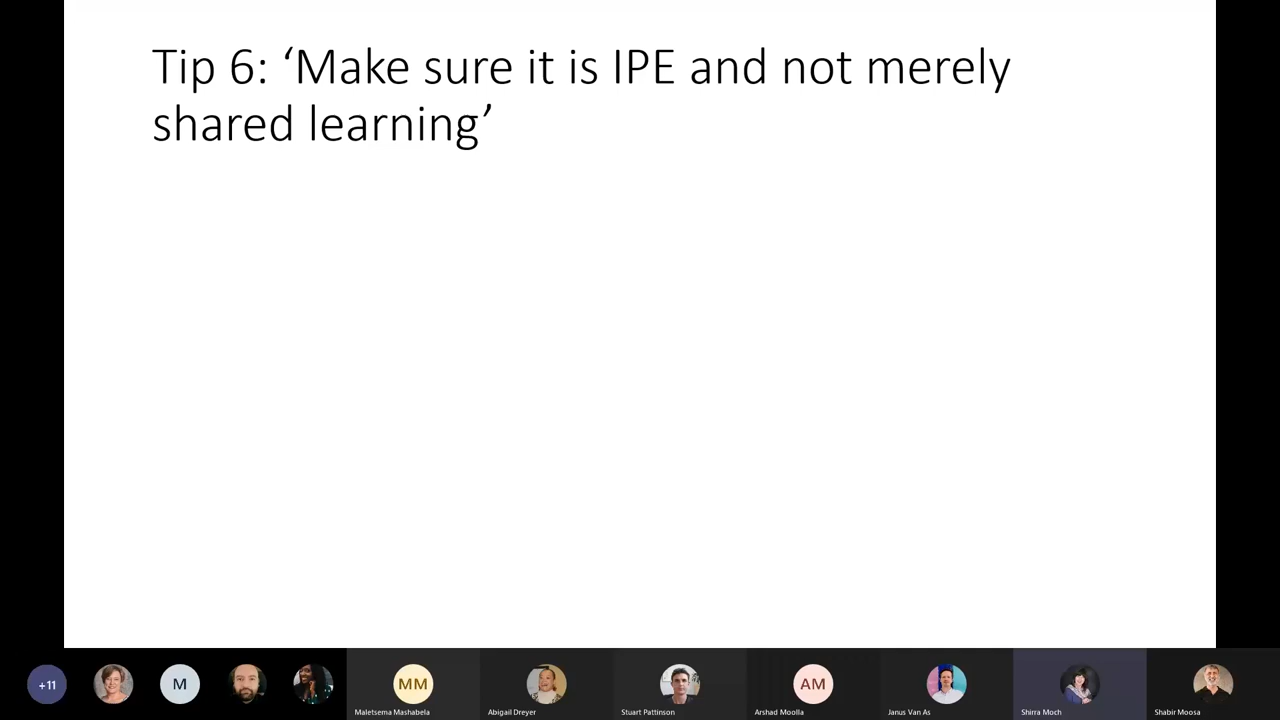 Tip 6: ‘Make sure it is IPE and not merely
shared learning’
+11
M
MM
AM
Maletsema Mashabela
Abigail Dreyer
Stuart Pattinson
Arshad Moolla
Janus Van As
Shirra Moch
Shabir Moosa